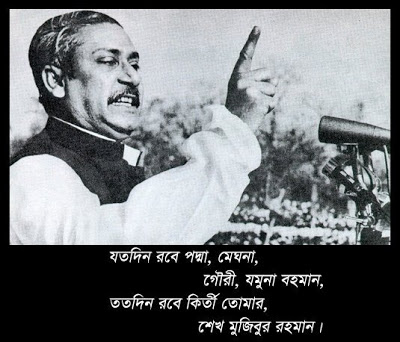 যতদিন রবে পদ্মা, মেঘনা,
গৌরী, যমুনা বহমান,
ততদিন রবে কির্তী তোমার,
শেখ মুজিবুর রহমান।